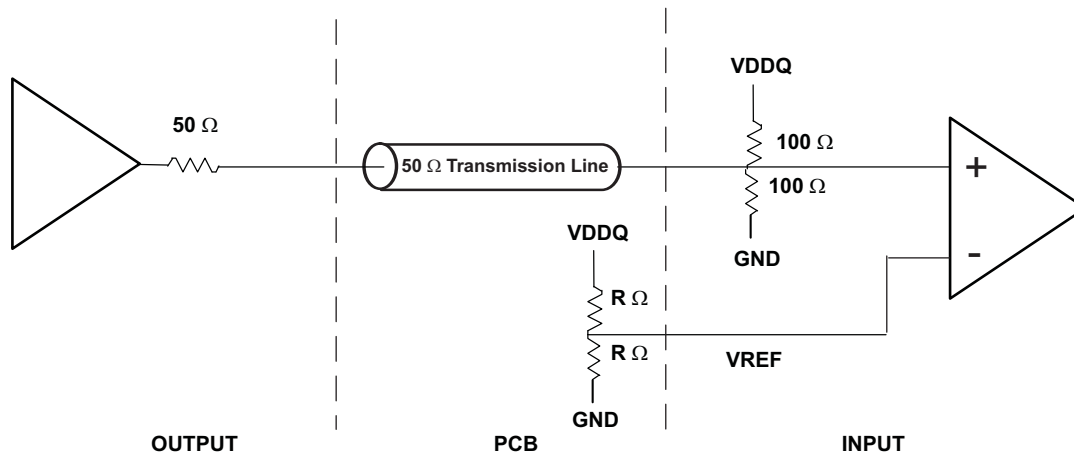 VDDQ
50 Ω
100 Ω
50 Ω Transmission Line
+
100 Ω
VDDQ
GND
-
R Ω
R Ω
VREF
GND
OUTPUT
PCB
INPUT